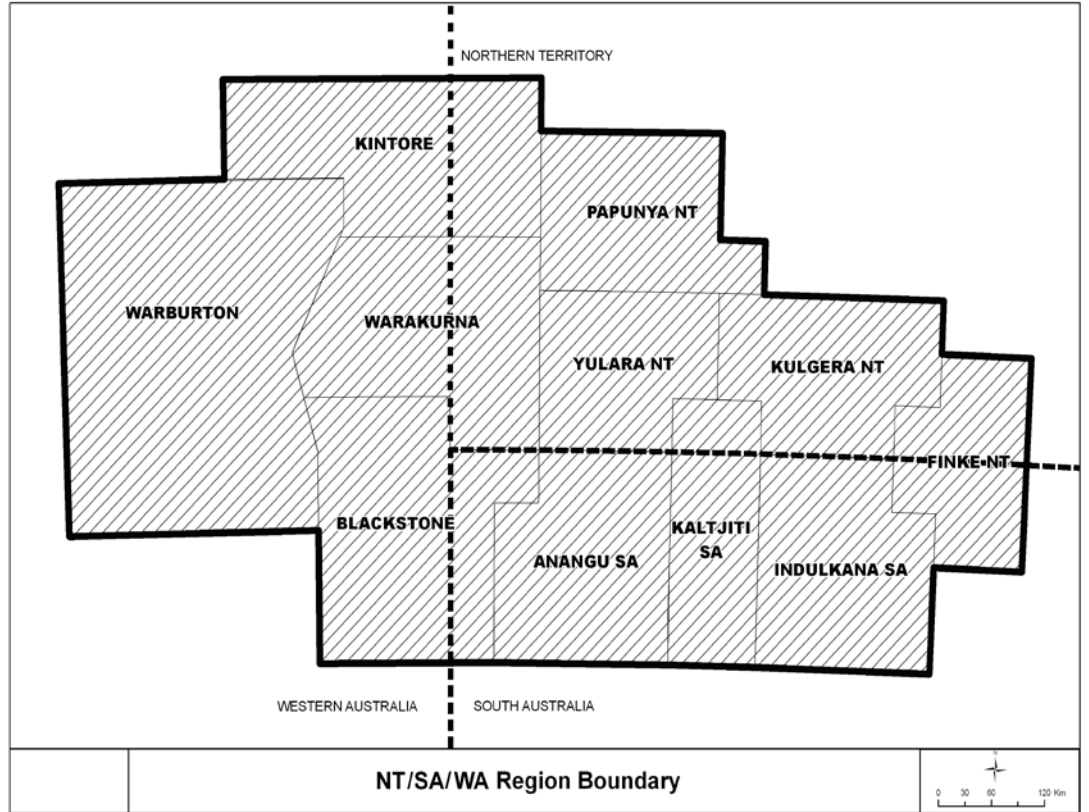 NORTHERN TERRITORY
KINTORE
PAPUNYA NT
WARBURTON
WARAKURNA
YULARA NT
KULGERA NT
FINKE NT
BLACKSTONE
ANANGU SA
KALTJITI
SA
INDULKANA SA
WESTERN AUSTRALIA
SOUTH AUSTRALIA
NT/SA/WA Region Boundary
N
0 30 60 120 Km